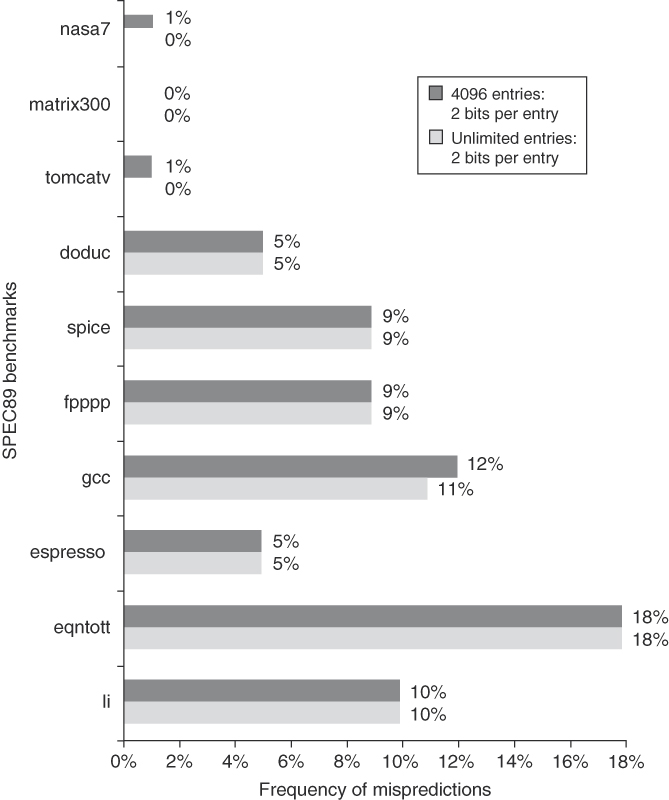 nasa7
1%
0%
matrix300
0%
0%
tomcatv
1%
0%
4096 entries:
2 bits per entry
Unlimited entries:
2 bits per entry
doduc
5%
5%
spice
9%
9%
fpppp
9%
9%
gcc
12%
11%
espresso
5%
5%
eqntott
18%
18%
li
10%
10%
SPEC89 benchmarks
0% 2% 4% 6% 8% 10% 12% 14% 16% 18%
Frequency of mispredictions